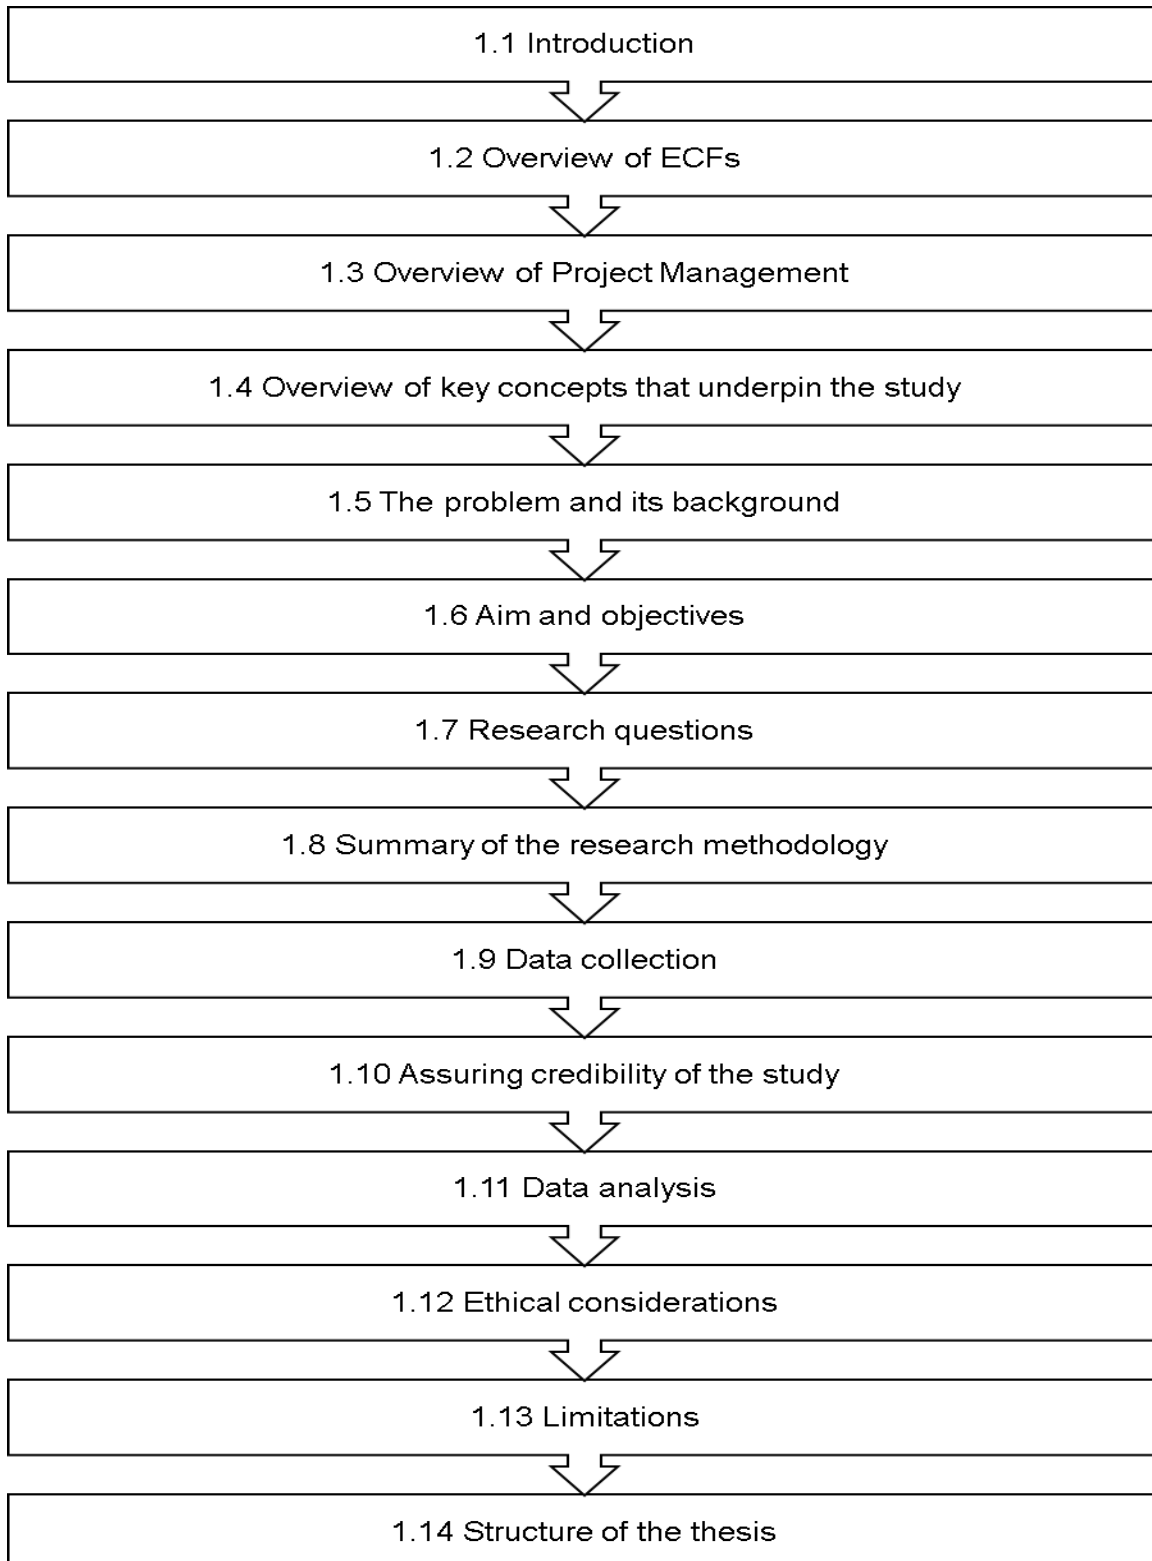 1.1 Introduction
1.2 Overview of ECFs
1.3 Overview of Project Management
1.4 Overview of key concepts that underpin the study
1.5 The problem and its background
1.6 Aim and objectives
1.7 Research questions
1.8 Summary of the research methodology
1.9 Data collection
1.10 Assuring credibility of the study
1.11 Data analysis
1.12 Ethical considerations
1.13 Limitations
1.14 Structure of the thesis